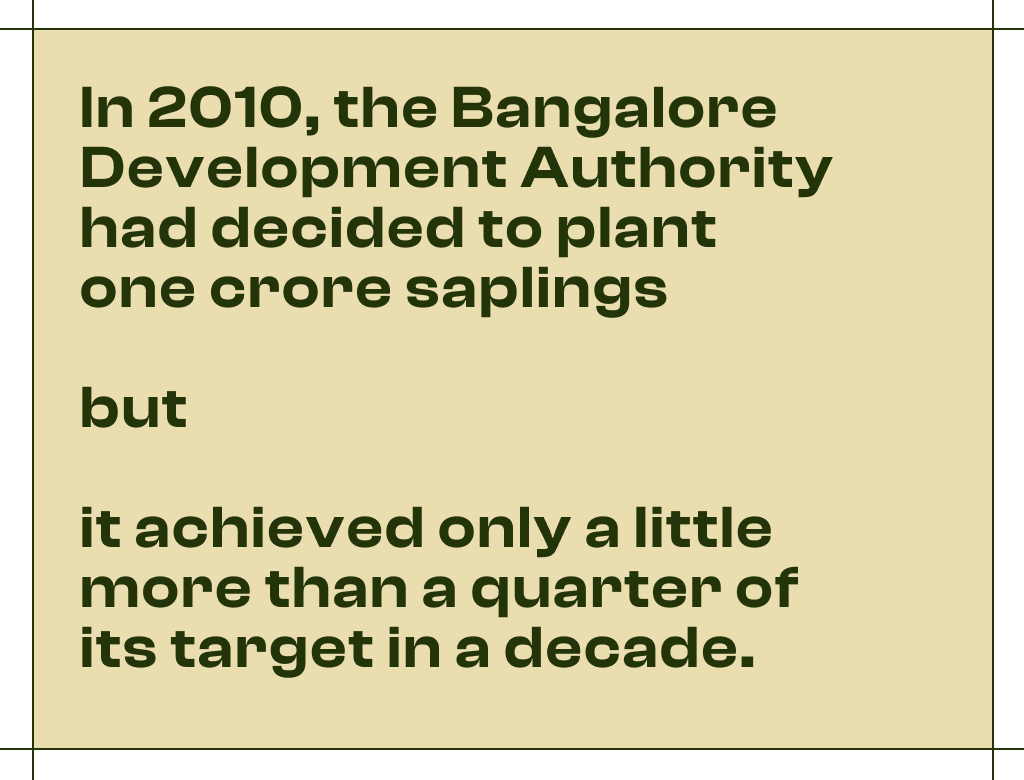 In 2010, the Bangalore
Development Authority
had decided to plant
one crore saplings
but
it achieved only a little
more than a quarter of
its target in a decade.